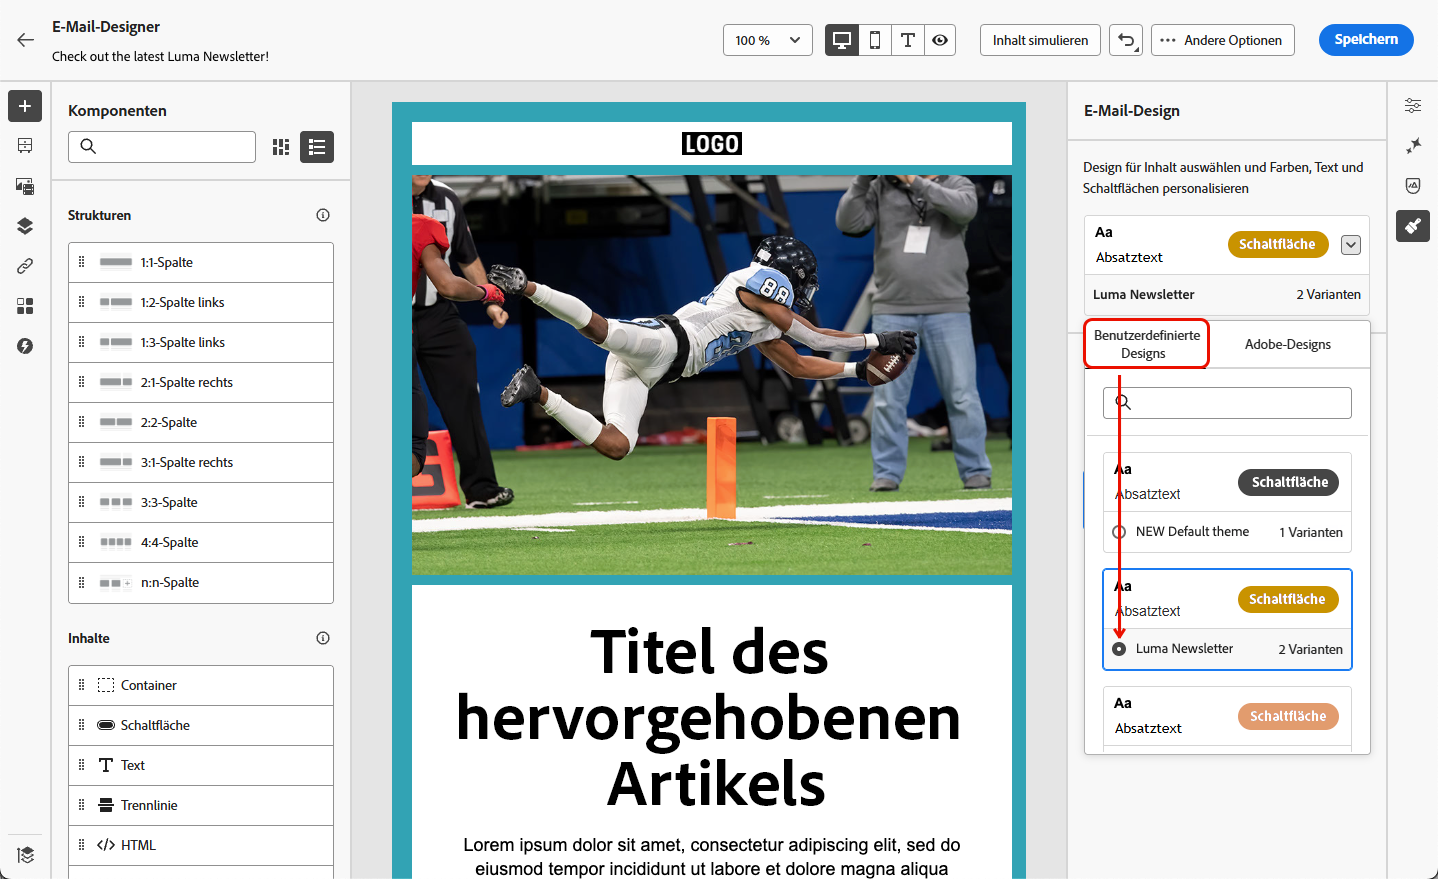 E-Mail-Designer
Check out the latest Luma Newsletter!
100 %
Inhalt simulieren
Andere Optionen
Speichern
Komponenten
Strukturen
1:1-Spalte
1:2-Spalte links
1:3-Spalte links
2:1-Spalte rechts
2:2-Spalte
3:1-Spalte rechts
3:3-Spalte
4:4-Spalte
n:n-Spalte
Inhalte
Container
Schaltfläche
Text
Trennlinie
HTML
LOGO
88
Titel des
hervorgehobenen
Artikels
Lorem ipsum dolor sit amet, consectetur adipiscing elit, sed do
eiusmod tempor incididunt ut labore et dolore magna aliqua
E-Mail-Design
Design für Inhalt auswählen und Farben, Text und
Schaltflächen personalisieren
Aa
Absatztext
Schaltfläche
Luma Newsletter
2 Varianten
Benutzerdefinierte
Designs
Adobe-Designs
Aa
Absatztext
Schaltfläche
NEW Default theme
1 Varianten
Aa
Absatztext
Schaltfläche
Luma Newsletter
2 Varianten
Aa
Absatztext
Schaltfläche